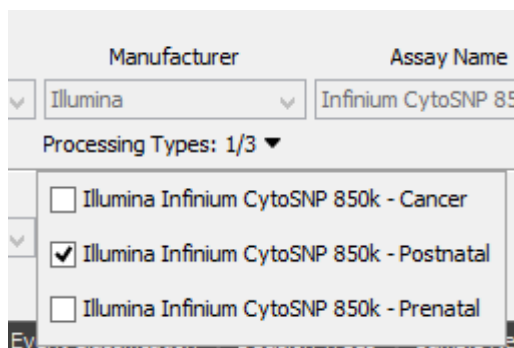 Manufacturer Assay Name
Illumina Infinium CytoSNP 85
Processing Types: 1/3 ▼
Illumina Infinium CytoSNP 850k - Cancer
Illumina Infinium CytoSNP 850k - Postnatal
Illumina Infinium CytoSNP 850k - Prenatal